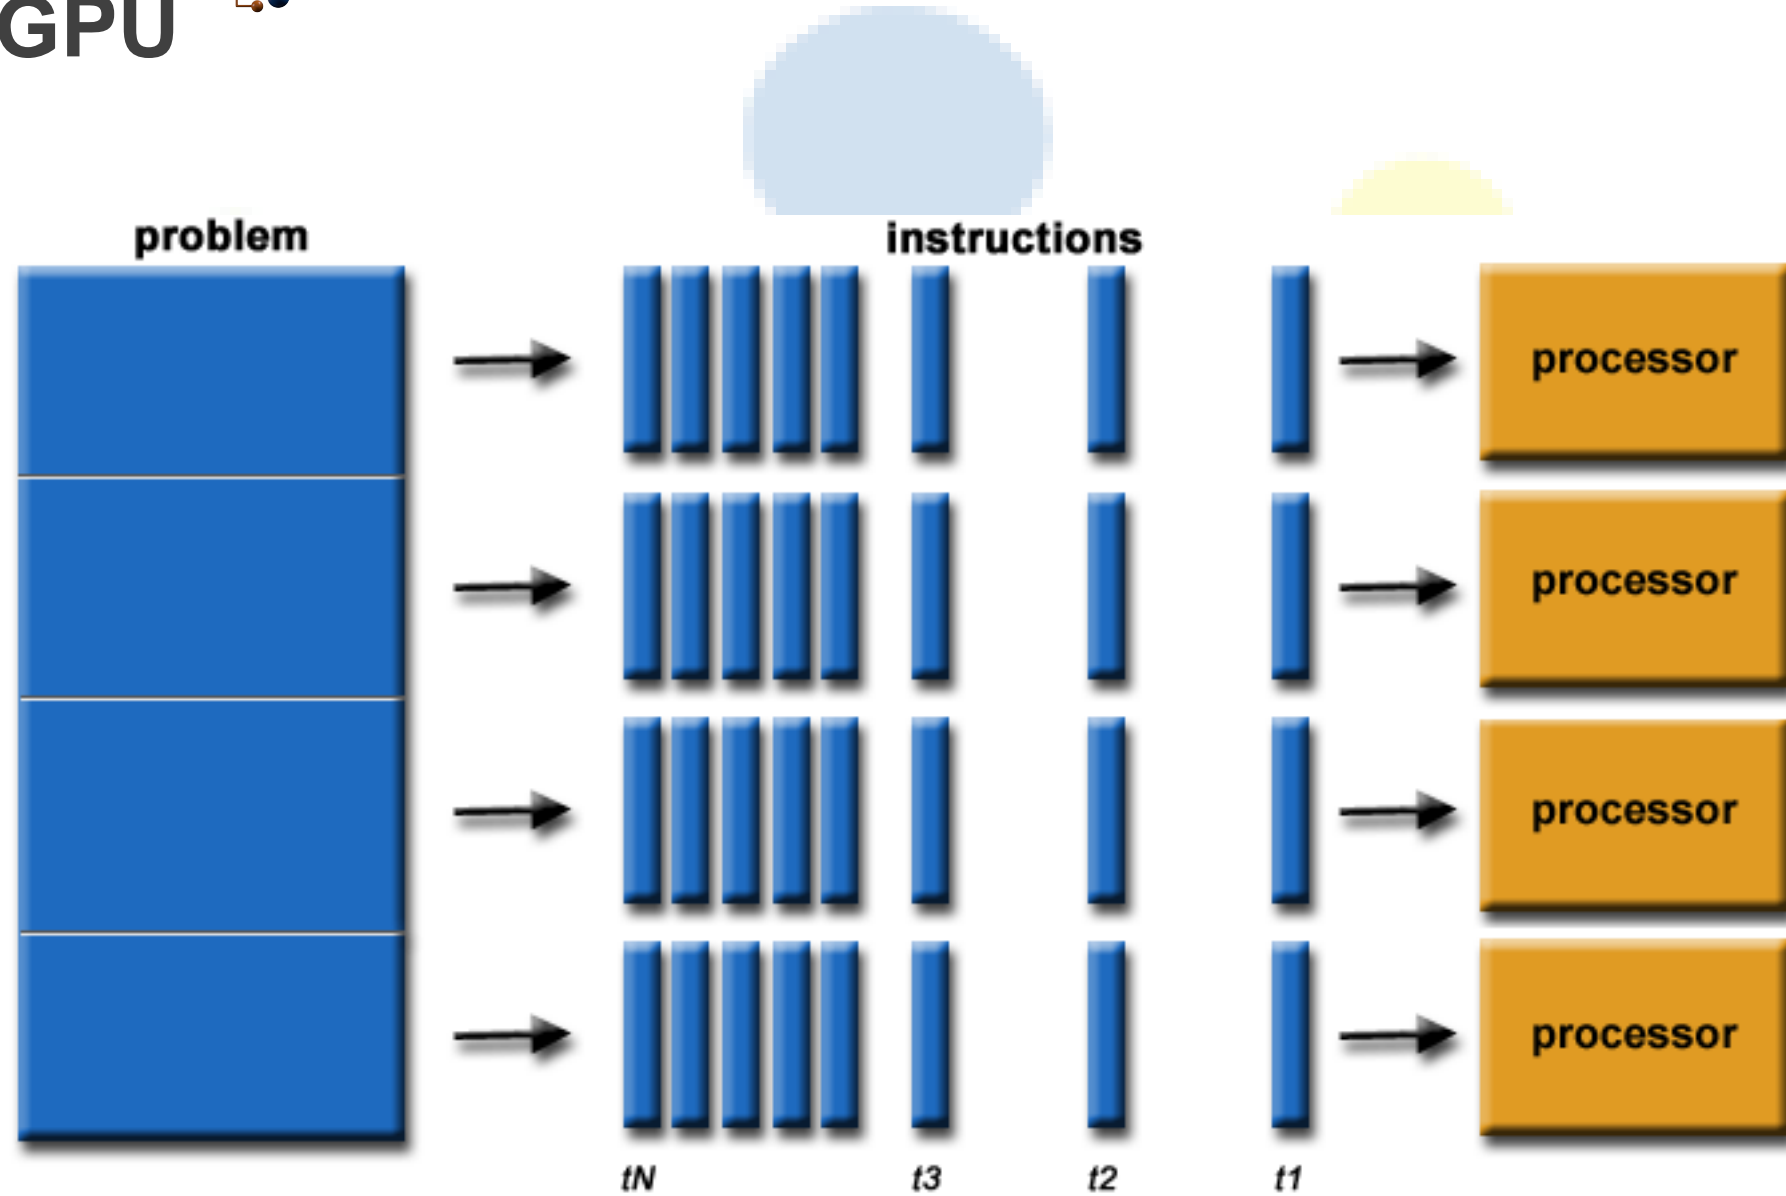 GPU
problem
instructions
processor
processor
processor
processor
tN t3 t2 t1